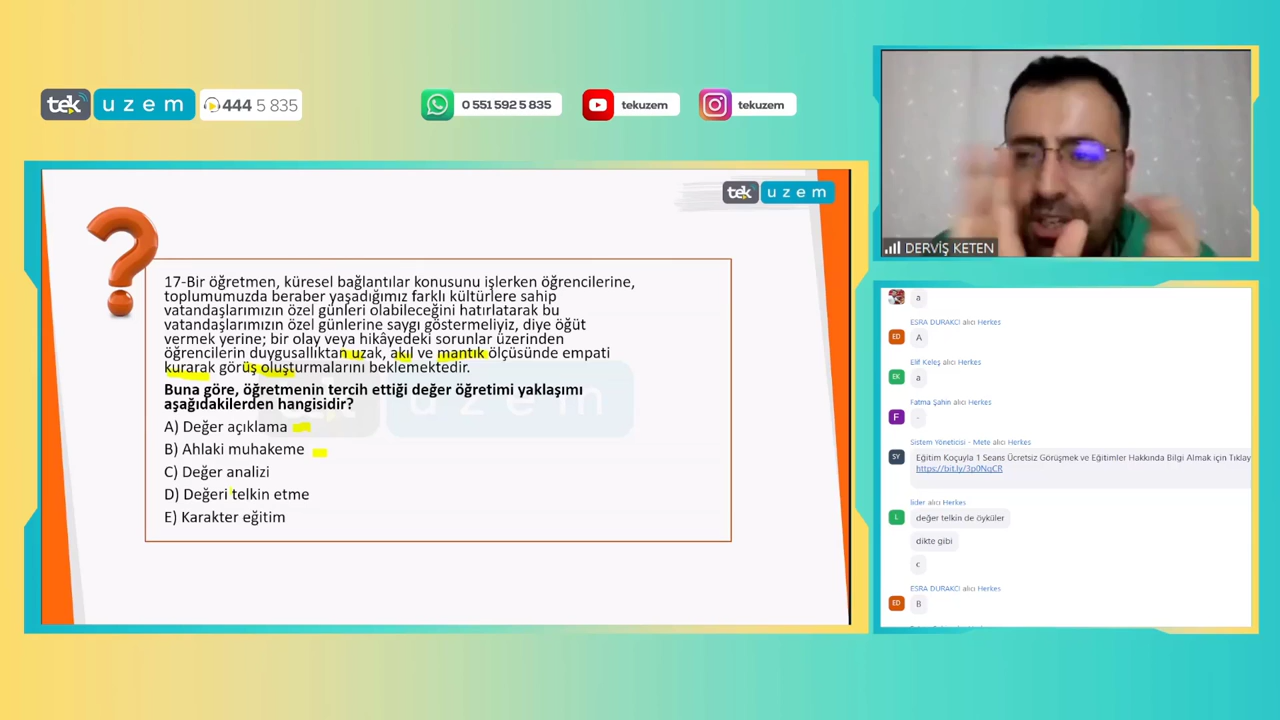 tek uzem 444 5 835
0 551 592 5 835
tekuzem
tekuzem
tek uzem
17-Bir öğretmen, küresel bağlantılar konusunu işlerken öğrencilerine,
toplumumuzda beraber yaşadığımız farklı kültürlere sahip
vatandaşlarımızın özel günleri olabileceğini hatırlatarak bu
vatandaşlarımızın özel günlerine saygı göstermeliyiz, diye öğüt
vermek yerine; bir olay veya hikâyedeki sorunlar üzerinden
öğrencilerin duygusallıktan uzak, akıl ve mantık ölçüsünde empati
kurarak görüş oluşturmalarını beklemektedir.
Buna göre, öğretmenin tercih ettiği değer öğretimi yaklaşımı
aşağıdakilerden hangisidir?
A) Değer açıklama
B) Ahlaki muhakeme
C) Değer analizi
D) Değeri telkin etme
E) Karakter eğitim
DERVİŞ KETEN
a
ESRA DURAKCI alıcı Herkes
ED A
Elif Keleş alıcı Herkes
EK a
Fatma Şahin alıcı Herkes
F -
Sistem Yöneticisi - Mete alıcı Herkes
SY Eğitim Koçuyla 1 Seans Ücretsiz Görüşmek ve Eğitimler Hakkında Bilgi Almak için Tıklay
https://bit.ly/3p0NqCR
lider alıcı Herkes
L değer telkin de öyküler
dikte gibi
c
ESRA DURAKCI alıcı Herkes
ED B